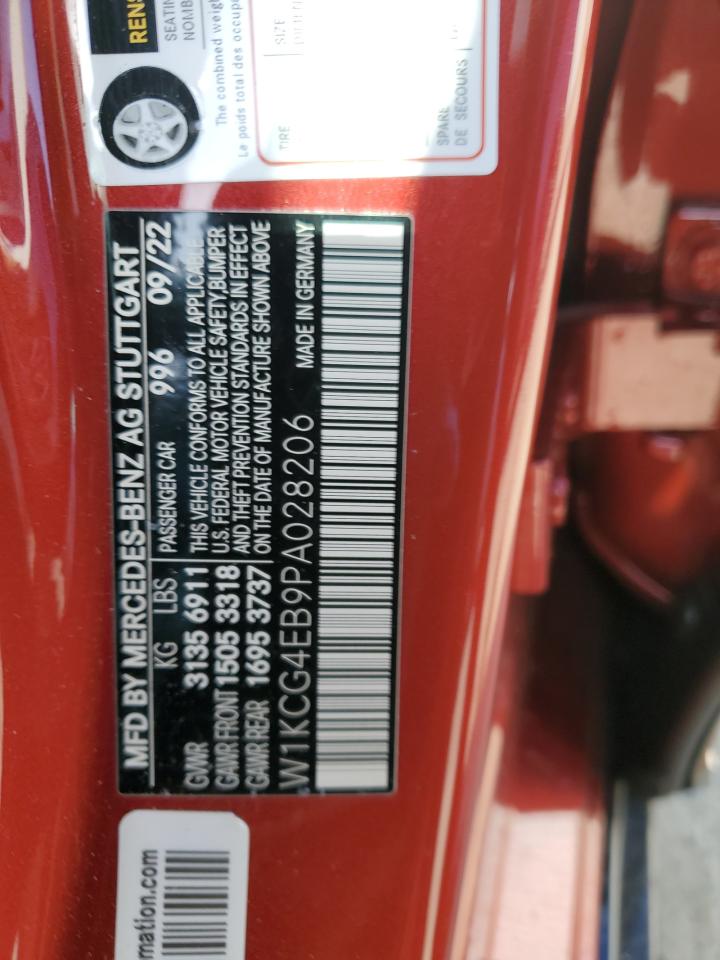 MFD BY MERCEDES-BENZ AG STUTTGART
KG LBS PASSENGER CAR 996 09/22
GVWR 3135 6911 THIS VEHICLE CONFORMS TO ALL APPLICABLE
GAWR FRONT 1505 3318 U.S. FEDERAL MOTOR VEHICLE SAFETY, BUMPER
GAWR REAR 1695 3737 AND THEFT PREVENTION STANDARDS IN EFFECT
ON THE DATE OF MANUFACTURE SHOWN ABOVE
W1KCG4EB9PA028206 MADE IN GERMANY
RENS
SEATIN
NOMB
The combined weigh
Le poids total des occupa
TIRE SIZE
SPARE
DE SECOURS
mation.com